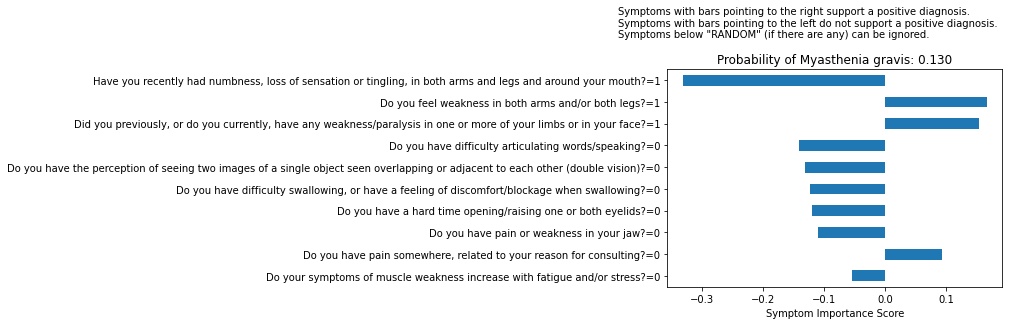 Symptoms with bars pointing to the right support a positive diagnosis.
Symptoms with bars pointing to the left do not support a positive diagnosis.
Symptoms below "RANDOM" (if there are any) can be ignored.
Probability of Myasthenia gravis: 0.130
Have you recently had numbness, loss of sensation or tingling, in both arms and legs and around your mouth?=1
Do you feel weakness in both arms and/or both legs?=1
Did you previously, or do you currently, have any weakness/paralysis in one or more of your limbs or in your face?=1
Do you have difficulty articulating words/speaking?=0
Do you have the perception of seeing two images of a single object seen overlapping or adjacent to each other (double vision)?=0
Do you have difficulty swallowing, or have a feeling of discomfort/blockage when swallowing?=0
Do you have a hard time opening/raising one or both eyelids?=0
Do you have pain or weakness in your jaw?=0
Do you have pain somewhere, related to your reason for consulting?=0
Do your symptoms of muscle weakness increase with fatigue and/or stress?=0
−0.3 −0.2 −0.1 0.0 0.1
Symptom Importance Score